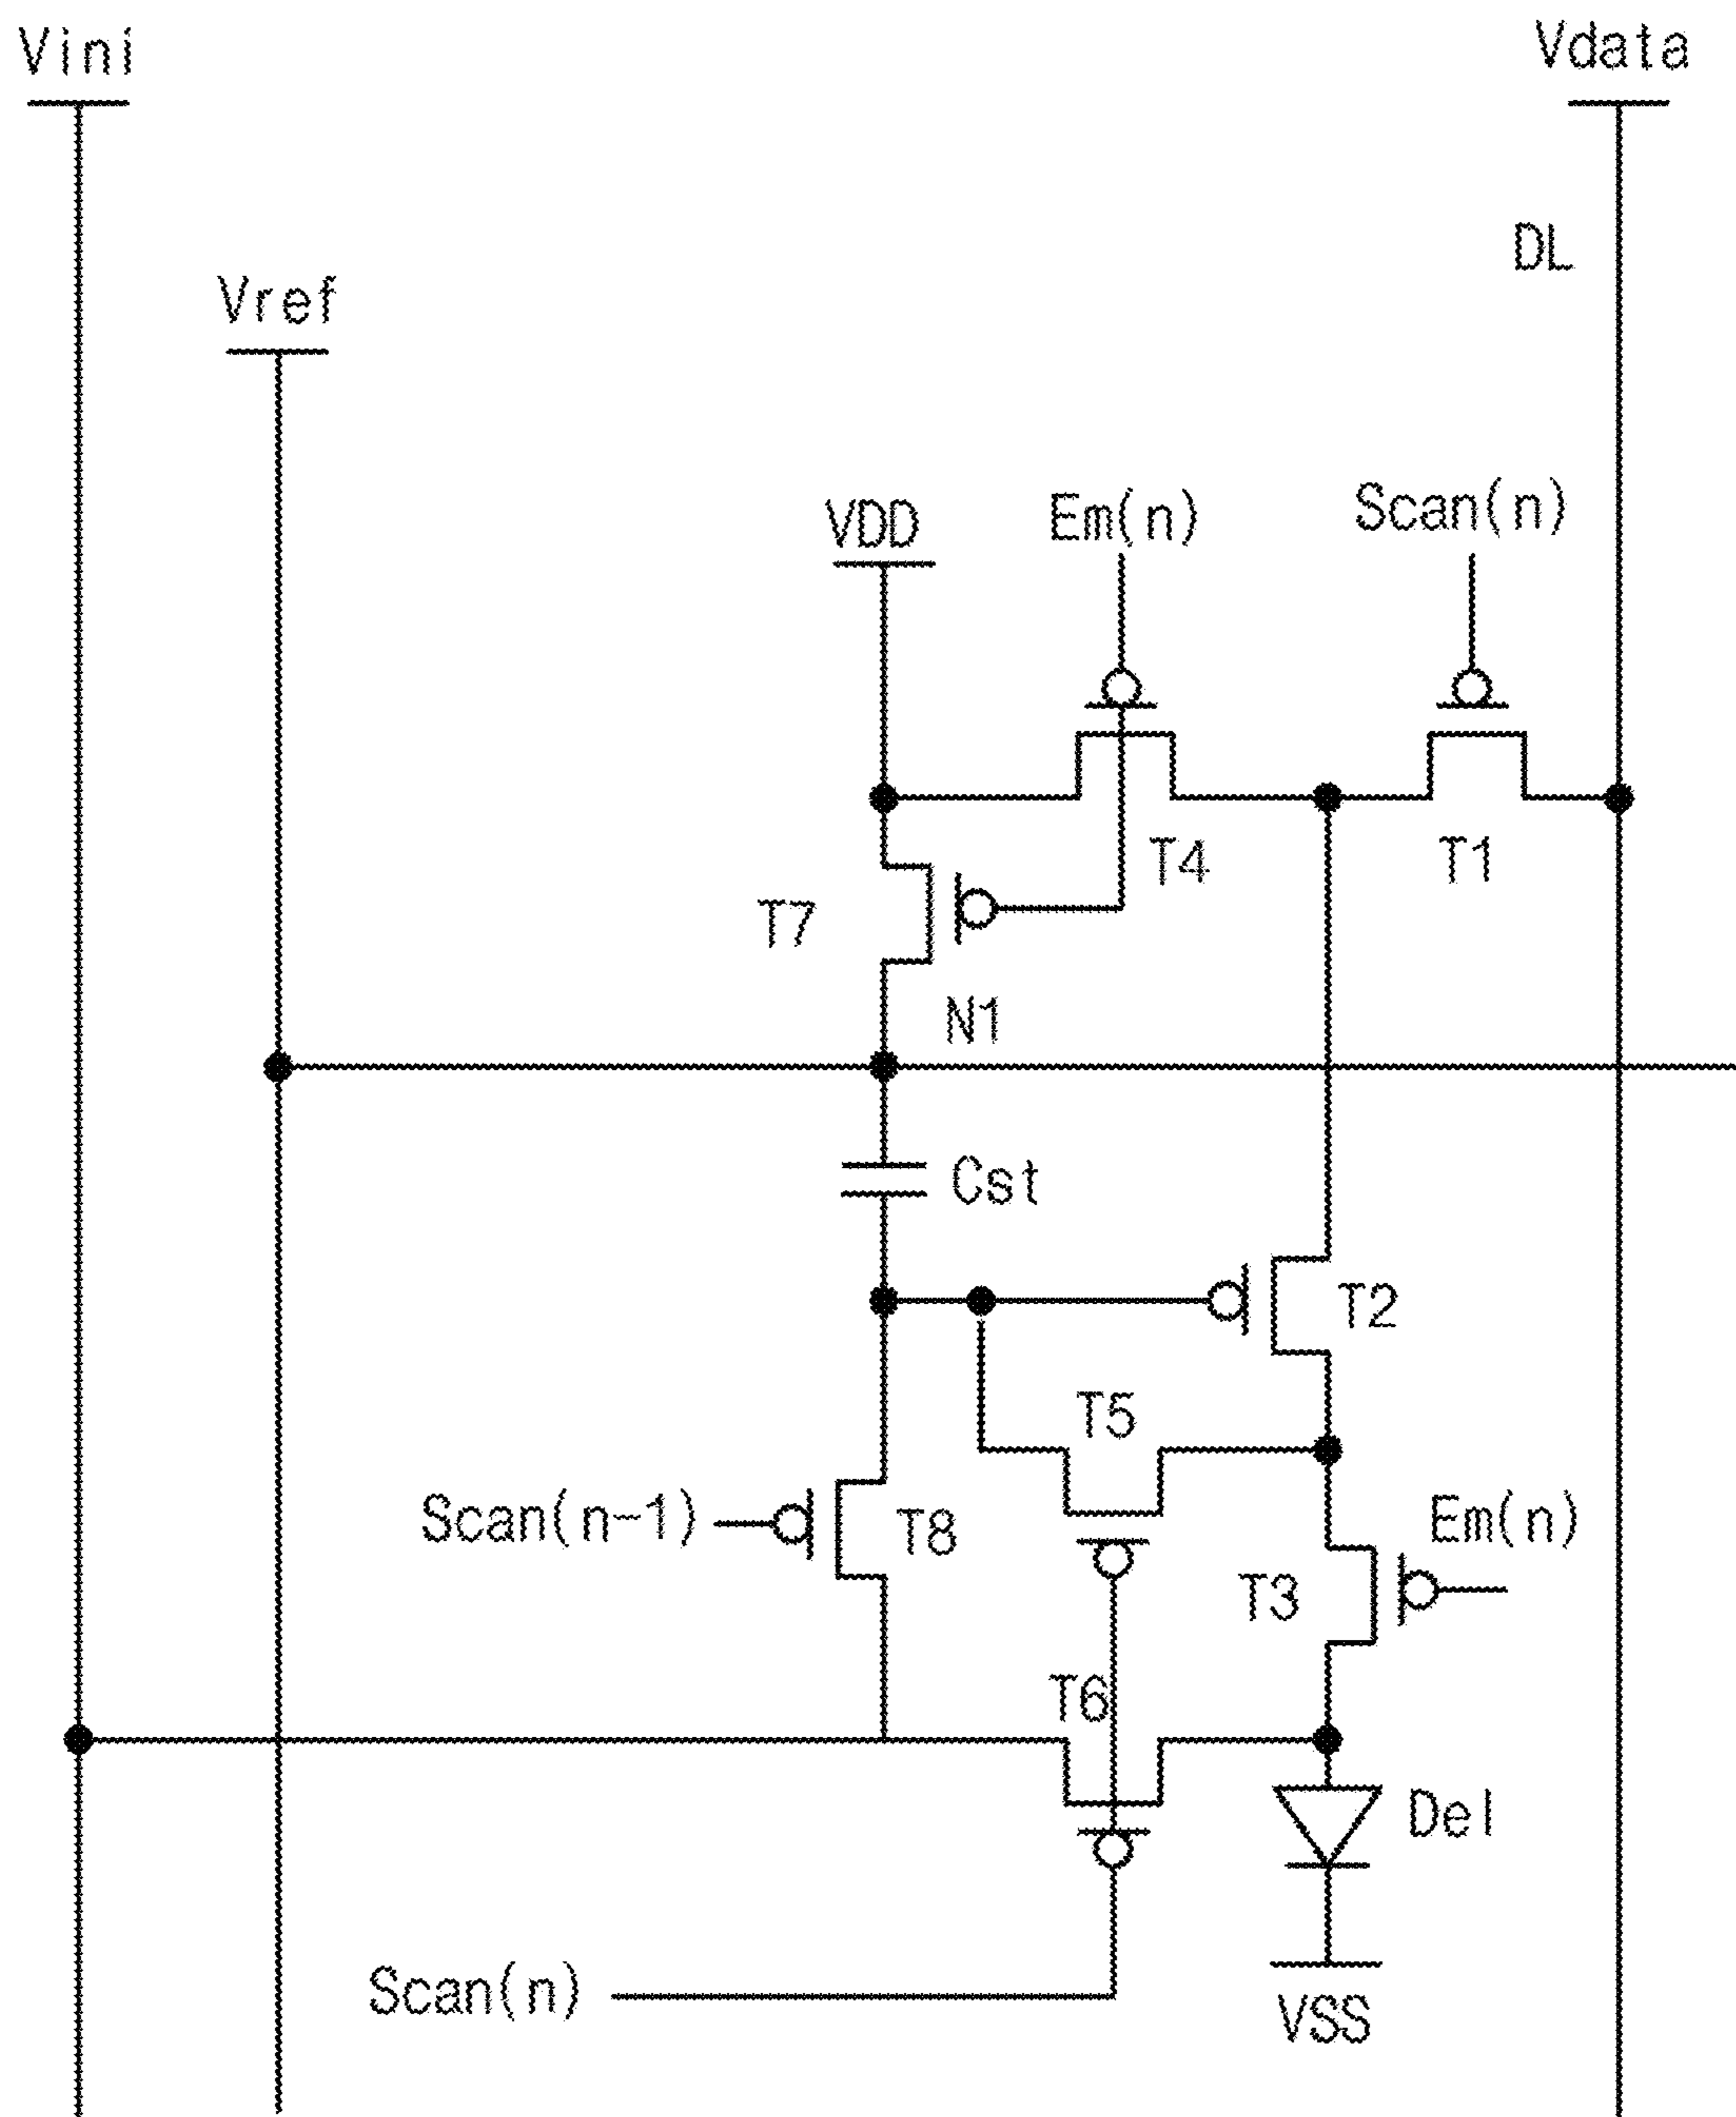 Vini
Vdata
DL
Vref
VDD
Em(n)
Scan(n)
T4
T1
T7
N1
Cst
T2
T5
Scan(n-1)
T8
Em(n)
T3
T6
Del
Scan(n)
VSS